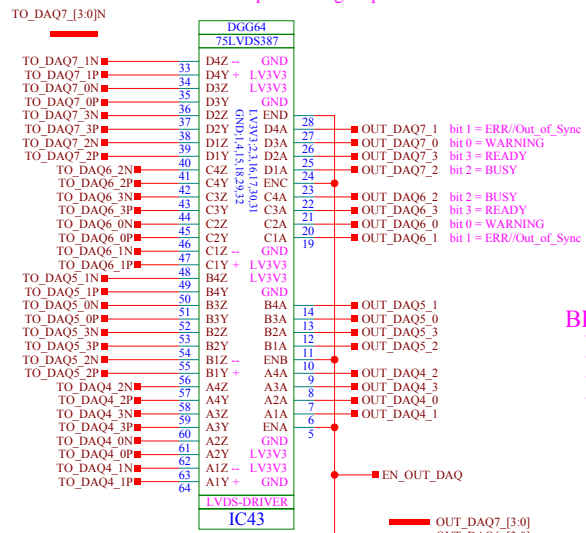 TO_DAQ7_[3:0]N
DGG64
75LVDS387
TO_DAQ7_1N 33 D4Z -- GND
TO_DAQ7_1P 34 D4Y + LV3V3
TO_DAQ7_0N 35 D3Z LV3V3
TO_DAQ7_0P 36 D3Y GND
TO_DAQ7_3N 37 D2Z END 28
TO_DAQ7_3P 38 D2Y D4A 27 OUT_DAQ7_1 bit 1 = ERR//Out_of_Sync
TO_DAQ7_2N 39 D1Z D3A 26 OUT_DAQ7_0 bit 0 = WARNING
TO_DAQ7_2P 40 D1Y D2A 25 OUT_DAQ7_3 bit 3 = READY
TO_DAQ6_2N 41 C4Z D1A 24 OUT_DAQ7_2 bit 2 = BUSY
TO_DAQ6_2P 42 C4Y ENC 23
TO_DAQ6_3N 43 C3Z C4A 22 OUT_DAQ6_2 bit 2 = BUSY
TO_DAQ6_3P 44 C3Y C3A 21 OUT_DAQ6_3 bit 3 = READY
TO_DAQ6_0N 45 C2Z C2A 20 OUT_DAQ6_0 bit 0 = WARNING
TO_DAQ6_0P 46 C2Y C1A 19 OUT_DAQ6_1 bit 1 = ERR//Out_of_Sync
TO_DAQ6_1N 47 C1Z -- GND
TO_DAQ6_1P 48 C1Y + LV3V3
TO_DAQ5_1N 49 B4Z LV3V3
TO_DAQ5_1P 50 B4Y GND
TO_DAQ5_0N 51 B3Z B4A 14 OUT_DAQ5_1
TO_DAQ5_0P 52 B3Y B3A 13 OUT_DAQ5_0
TO_DAQ5_3N 53 B2Z B2A 12 OUT_DAQ5_3
TO_DAQ5_3P 54 B2Y B1A 11 OUT_DAQ5_2
TO_DAQ5_2N 55 B1Z -- ENB 10
TO_DAQ5_2P 56 B1Y + A4A 9 OUT_DAQ4_2
TO_DAQ4_2N 57 A4Z A3A 8 OUT_DAQ4_3
TO_DAQ4_2P 58 A4Y A2A 7 OUT_DAQ4_0
TO_DAQ4_3N 59 A3Z A1A 6 OUT_DAQ4_1
TO_DAQ4_3P 60 A3Y ENA 5
TO_DAQ4_0N 61 A2Z GND
TO_DAQ4_0P 62 A2Y LV3V3
TO_DAQ4_1N 63 A1Z -- LV3V3 EN_OUT_DAQ
TO_DAQ4_1P 64 A1Y + GND
LV3V3:2,3,16,17,30,31
GND:1,4,15,18,29,32
LVDS-DRIVER
IC43
OUT_DAQ7_[3:0]